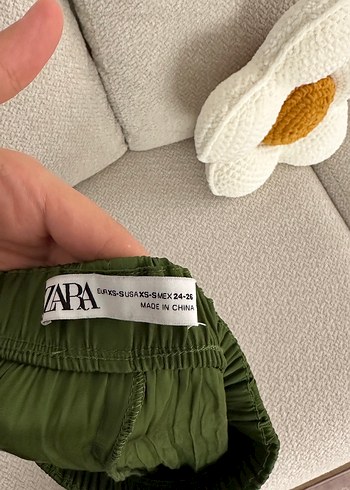 ZARA
EUR XS-S USA XS-S MEX 24-26
MADE IN CHINA